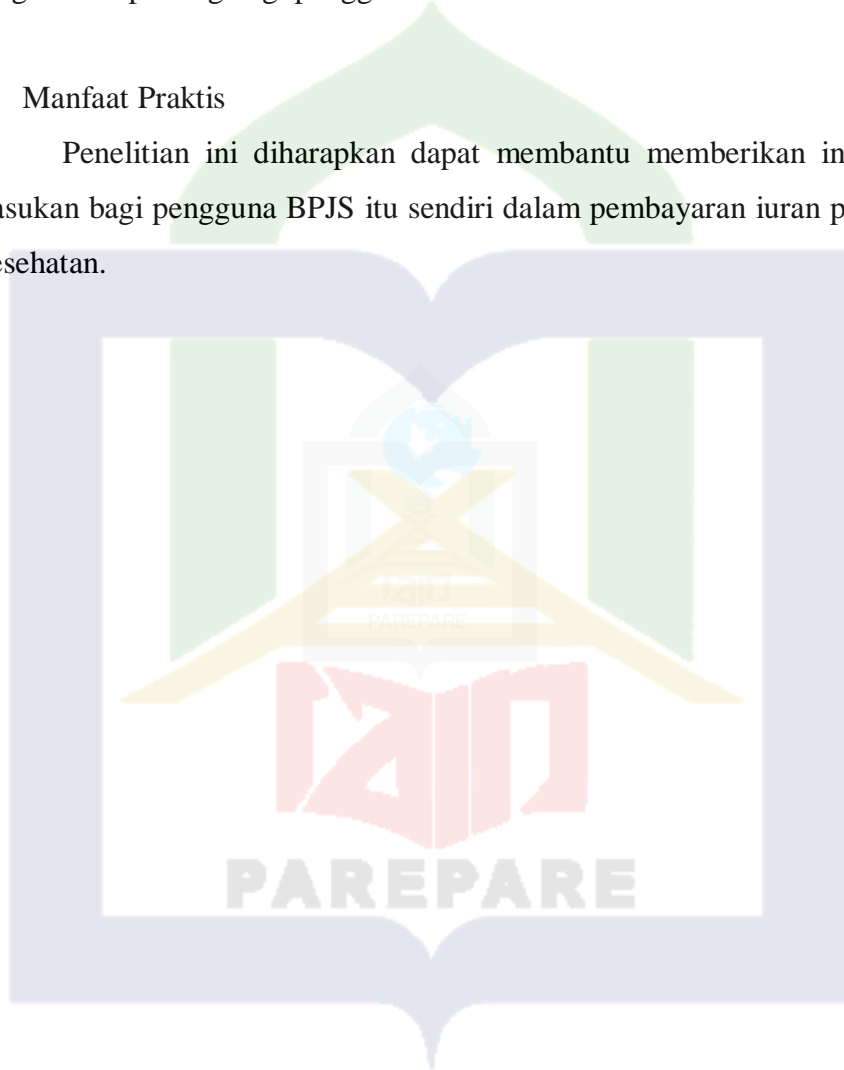 Manfaat Praktis
Penelitian ini diharapkan dapat membantu memberikan in
asukan bagi pengguna BPJS itu sendiri dalam pembayaran iuran p
esehatan.
PAREPARE
PAREPARE